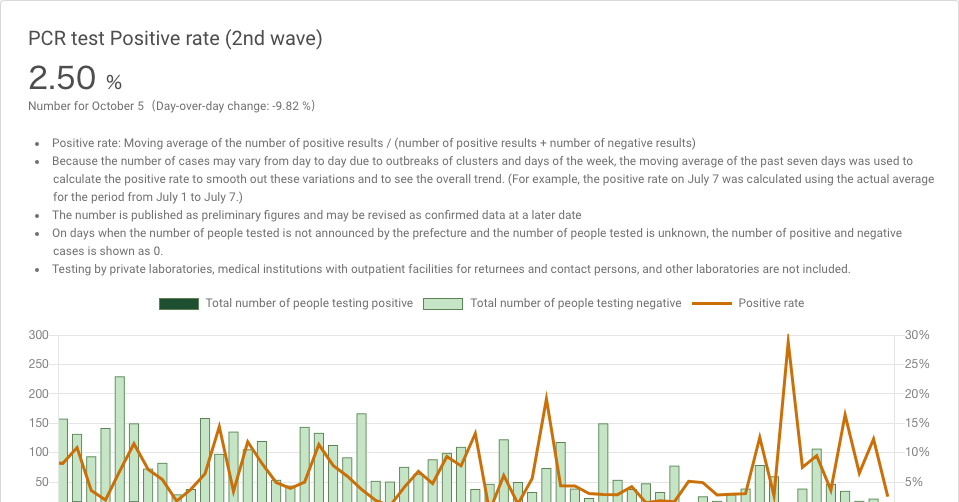 PCR test Positive rate (2nd wave)
2.50 %
Number for October 5 (Day-over-day change: -9.82 %)
• Positive rate: Moving average of the number of positive results / (number of positive results + number of negative results)
• Because the number of cases may vary from day to day due to outbreaks of clusters and days of the week, the moving average of the past seven days was used to
calculate the positive rate to smooth out these variations and to see the overall trend. (For example, the positive rate on July 7 was calculated using the actual average
for the period from July 1 to July 7.)
• The number is published as preliminary figures and may be revised as confirmed data at a later date
• On days when the number of people tested is not announced by the prefecture and the number of people tested is unknown, the number of positive and negative
cases is shown as 0.
• Testing by private laboratories, medical institutions with outpatient facilities for returnees and contact persons, and other laboratories are not included.
Total number of people testing positive Total number of people testing negative Positive rate
300 30%
250 25%
200 20%
150 15%
100 10%
50 5%